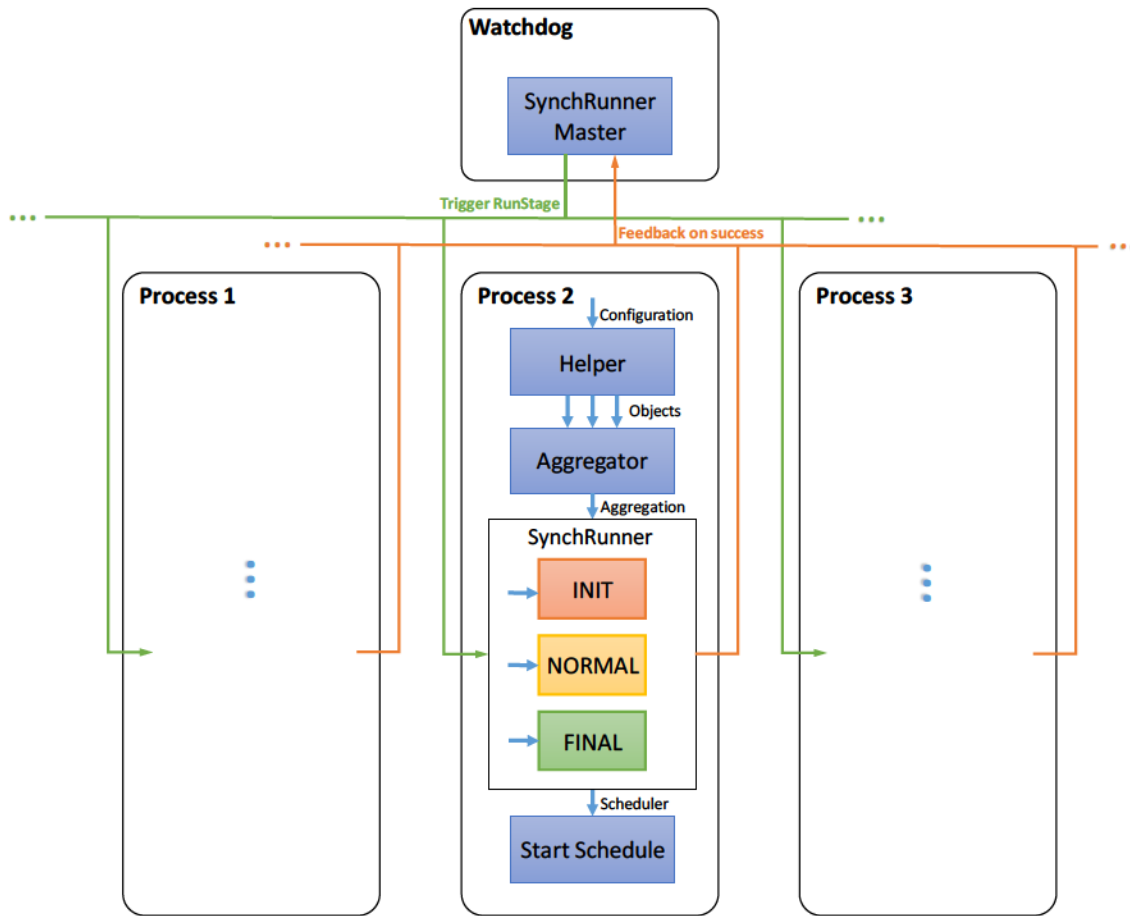 Watchdog
SynchRunner
Master
Trigger RunStage
...
...
...
Feedback on success
..
Process 1
Process 2
Process 3
Configuration
Helper
Objects
Aggregator
Aggregation
SynchRunner
INIT
NORMAL
FINAL
Scheduler
Start Schedule